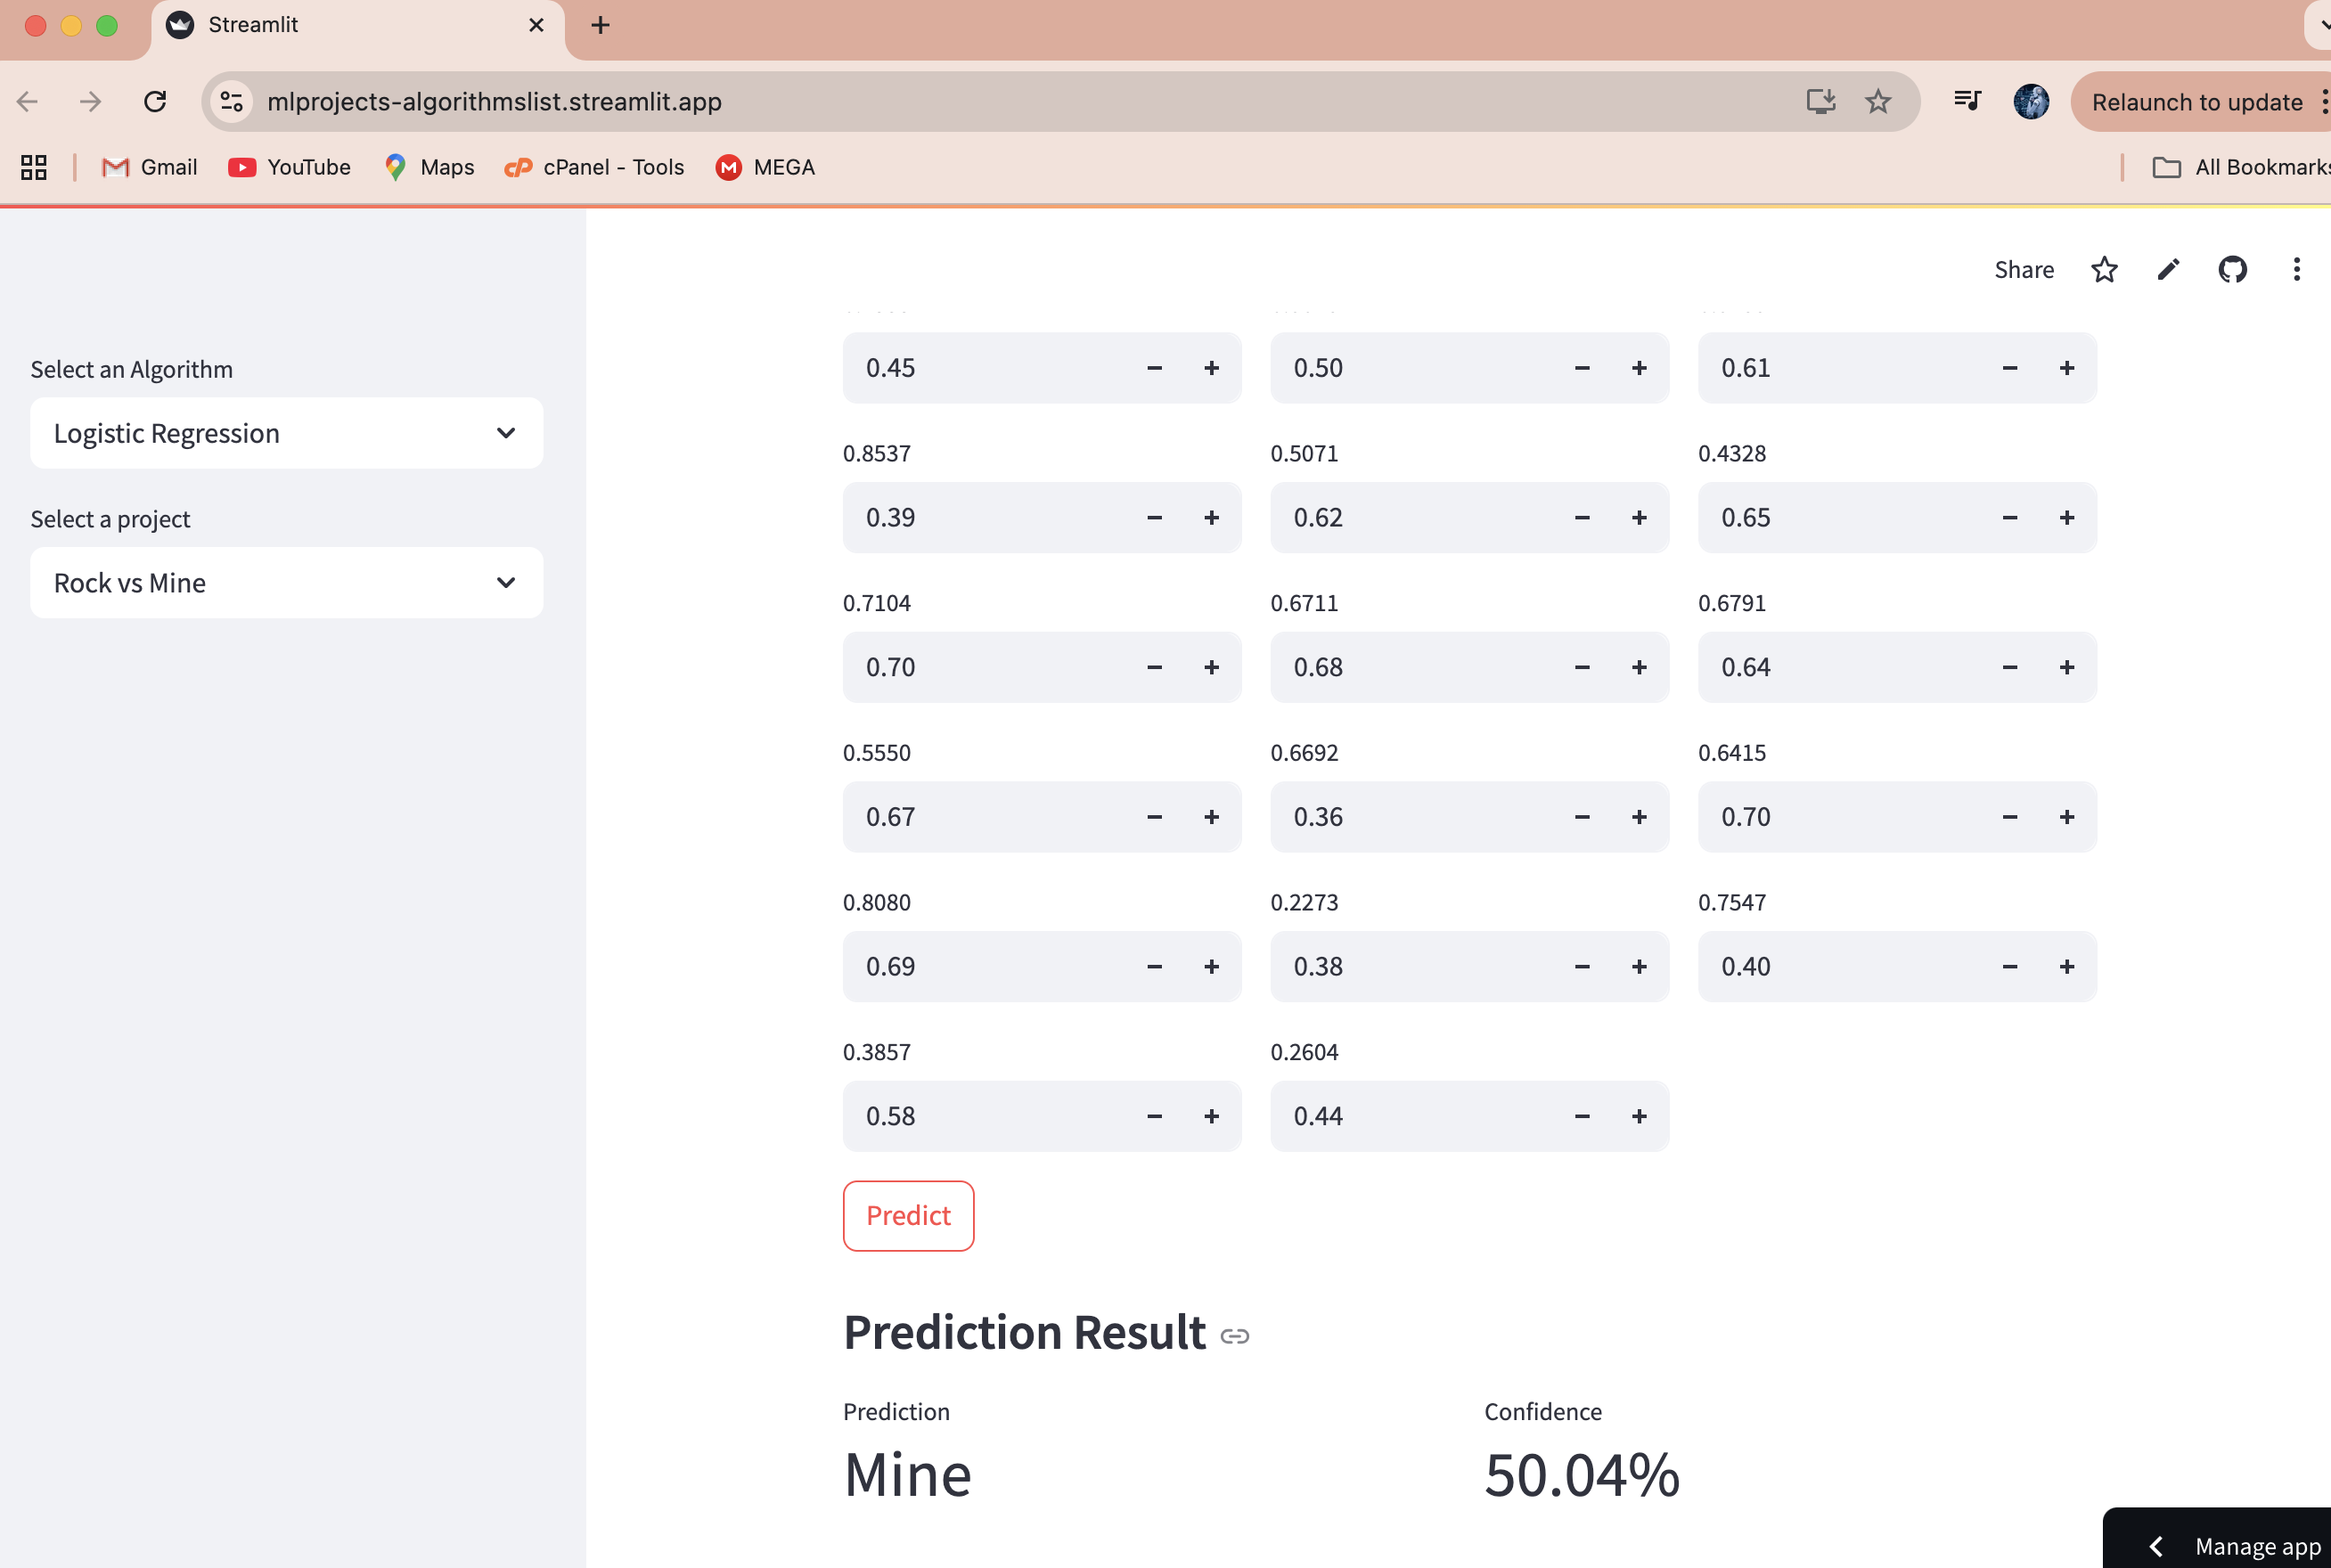 Streamlit
mlprojects-algorithmslist.streamlit.app
Relaunch to update
Gmail YouTube Maps cPanel - Tools MEGA All Bookmarks
Share
Select an Algorithm
Logistic Regression
Select a project
Rock vs Mine
0.45 0.50 0.61
0.8537 0.5071 0.4328
0.39 0.62 0.65
0.7104 0.6711 0.6791
0.70 0.68 0.64
0.5550 0.6692 0.6415
0.67 0.36 0.70
0.8080 0.2273 0.7547
0.69 0.38 0.40
0.3857 0.2604
0.58 0.44
Predict
Prediction Result
Prediction Confidence
Mine 50.04%
Manage app